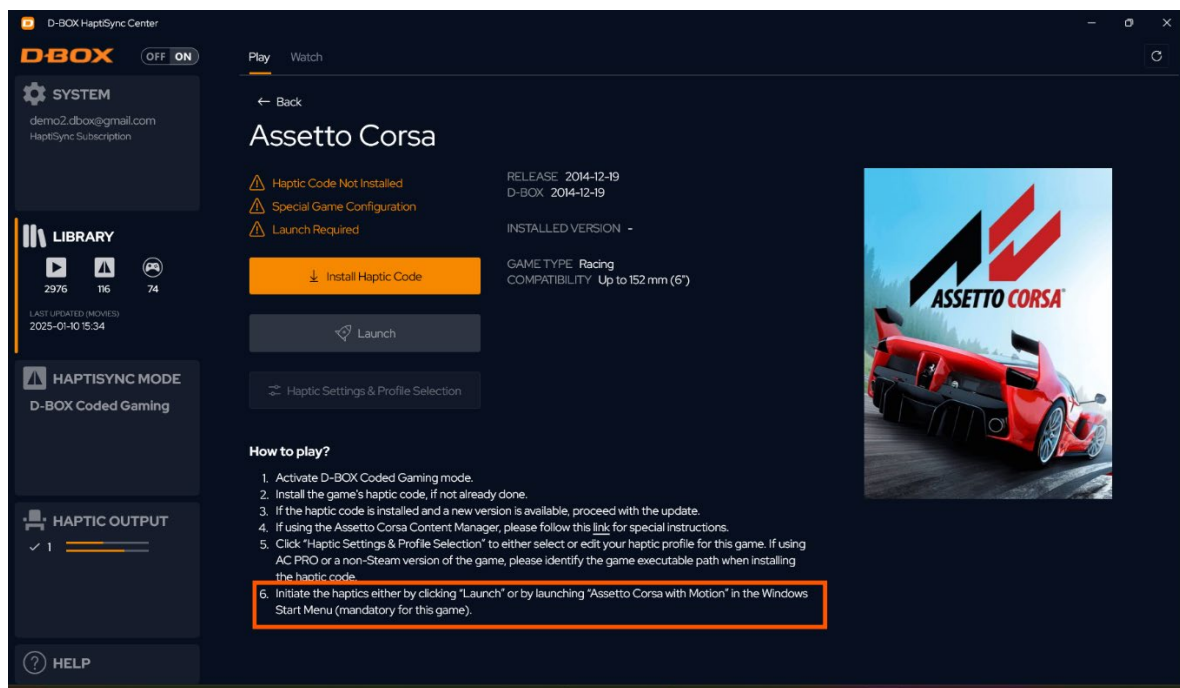 D-BOX HaptiSync Center
D-BOX
OFF ON
Play Watch
SYSTEM
demo2.dbox@gmail.com
HaptiSync Subscription
LIBRARY
2976 116 74
LAST UPDATED (MOVIES)
2025-01-10 15:34
HAPTISYNC MODE
D-BOX Coded Gaming
HAPTIC OUTPUT
1
HELP
← Back
Assetto Corsa
Haptic Code Not Installed
Special Game Configuration
Launch Required
Install Haptic Code
Launch
Haptic Settings & Profile Selection
RELEASE 2014-12-19
D-BOX 2014-12-19
INSTALLED VERSION -
GAME TYPE Racing
COMPATIBILITY Up to 152 mm (6")
ASSETTO CORSA
How to play?
1. Activate D-BOX Coded Gaming mode.
2. Install the game's haptic code, if not already done.
3. If the haptic code is installed and a new version is available, proceed with the update.
4. If using the Assetto Corsa Content Manager, please follow this link for special instructions.
5. Click "Haptic Settings & Profile Selection" to either select or edit your haptic profile for this game. If using
AC PRO or a non-Steam version of the game, please identify the game executable path when installing
the haptic code.
6. Initiate the haptics either by clicking "Launch" or by launching "Assetto Corsa with Motion" in the Windows
Start Menu (mandatory for this game).